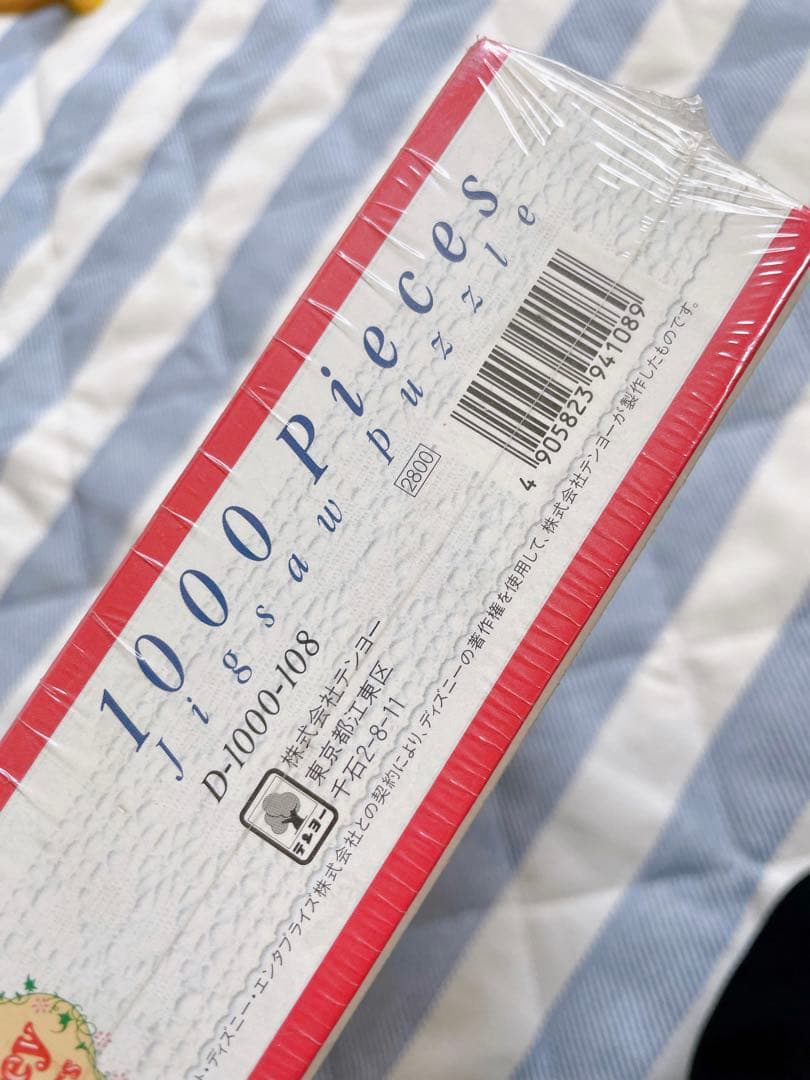 1000 Pieces
Jigsaw puzzle
2800
4 905823 941089
D-1000-108
テンヨー
株式会社テンヨー
東京都江東区
千石2-8-11
ト・ディズニー・エンタプライズ株式会社との契約により、ディズニーの著作権を使用して、株式会社テンヨーが製作したものです。
ey